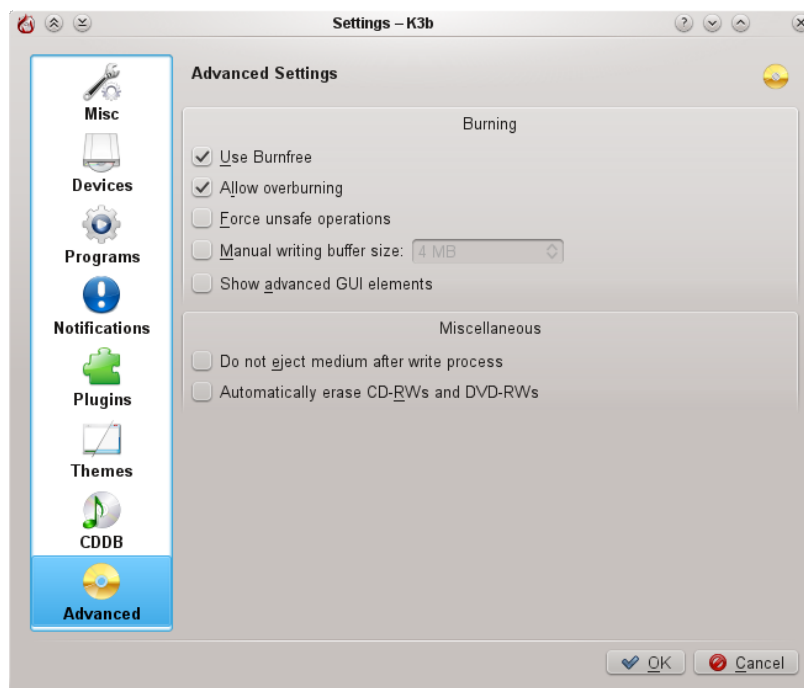 Settings – K3b
Misc
Devices
Programs
Notifications
Plugins
Themes
CDDB
Advanced
Advanced Settings
Burning
Use Burnfree
Allow overburning
Force unsafe operations
Manual writing buffer size: 4 MB
Show advanced GUI elements
Miscellaneous
Do not eject medium after write process
Automatically erase CD-RWs and DVD-RWs
OK
Cancel